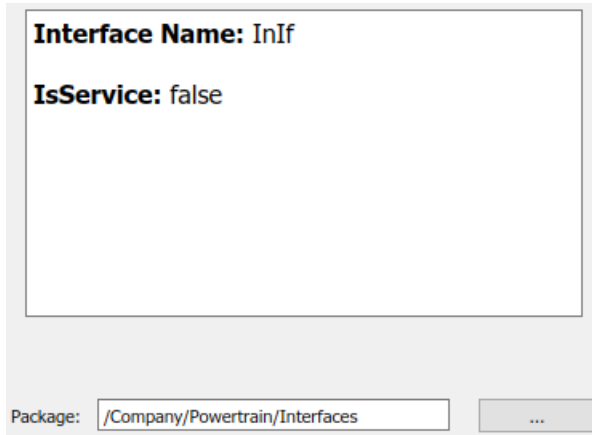 Interface Name: InIf
IsService: false
Package: /Company/Powertrain/Interfaces ...